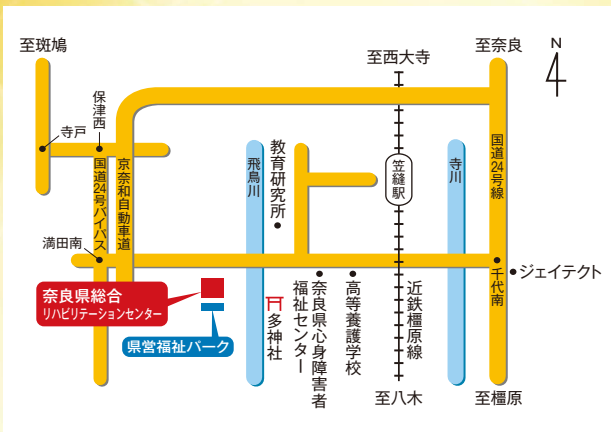 至斑鳩
至西大寺
至奈良
N
保津西
寺戸
国道24号バイパス
京奈和自動車道
飛鳥川
教育研究所
笠縫駅
寺川
国道24号線
満田南
千代南
ジェイテクト
奈良県総合
リハビリテーションセンター
県営福祉パーク
多神社
奈良県心身障害者
福祉センター
高等養護学校
近鉄橿原線
至八木
至橿原